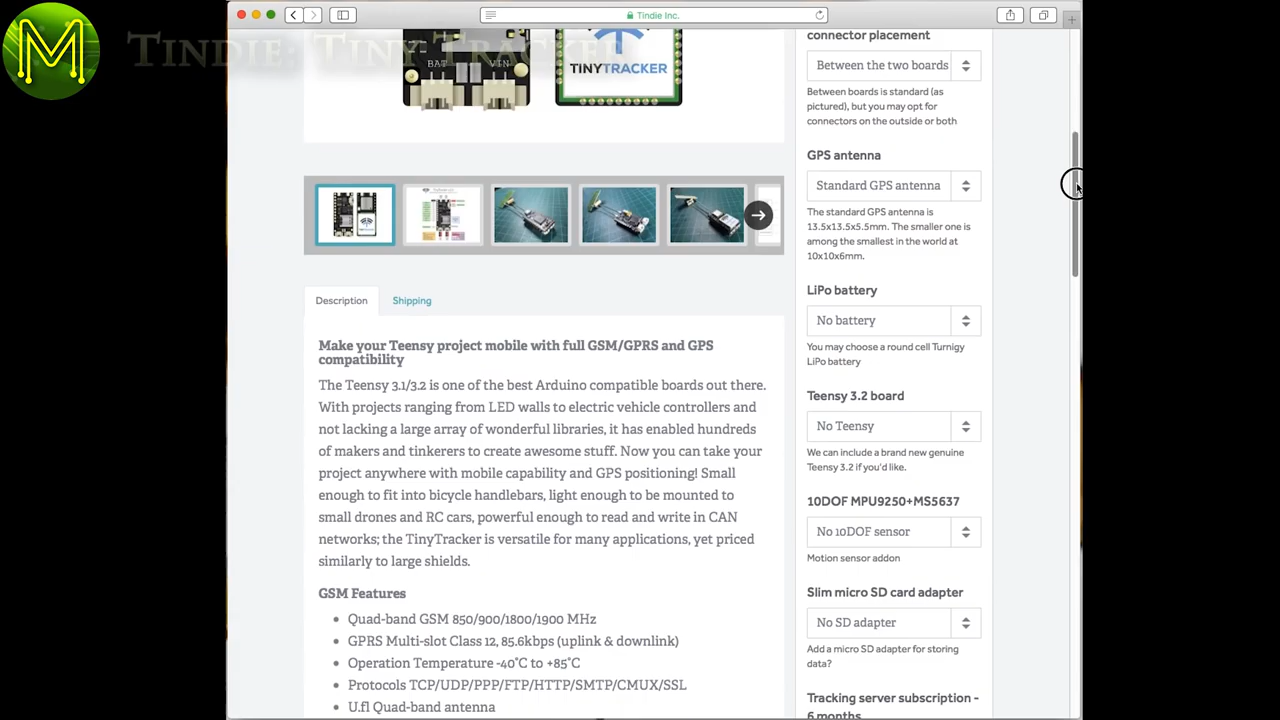 Tindie Inc.
M
TINDIE: TINY TRACKER
BAT
VIN
TINYTRACKER
Description
Shipping
Make your Teensy project mobile with full GSM/GPRS and GPS
compatibility
The Teensy 3.1/3.2 is one of the best Arduino compatible boards out there.
With projects ranging from LED walls to electric vehicle controllers and
not lacking a large array of wonderful libraries, it has enabled hundreds
of makers and tinkerers to create awesome stuff. Now you can take your
project anywhere with mobile capability and GPS positioning! Small
enough to fit into bicycle handlebars, light enough to be mounted to
small drones and RC cars, powerful enough to read and write in CAN
networks; the TinyTracker is versatile for many applications, yet priced
similarly to large shields.
GSM Features
Quad-band GSM 850/900/1800/1900 MHz
GPRS Multi-slot Class 12, 85.6kbps (uplink & downlink)
Operation Temperature -40˚C to +85˚C
Protocols TCP/UDP/PPP/FTP/HTTP/SMTP/CMUX/SSL
U.fl Quad-band antenna
connector placement
Between the two boards
Between boards is standard (as
pictured), but you may opt for
connectors on the outside or both
GPS antenna
Standard GPS antenna
The standard GPS antenna is
13.5x13.5x5.5mm. The smaller one is
among the smallest in the world at
10x10x6mm.
LiPo battery
No battery
You may choose a round cell Turnigy
LiPo battery
Teensy 3.2 board
No Teensy
We can include a brand new genuine
Teensy 3.2 if you'd like.
10DOF MPU9250+MS5637
No 10DOF sensor
Motion sensor addon
Slim micro SD card adapter
No SD adapter
Add a micro SD adapter for storing
data?
Tracking server subscription -
6 months